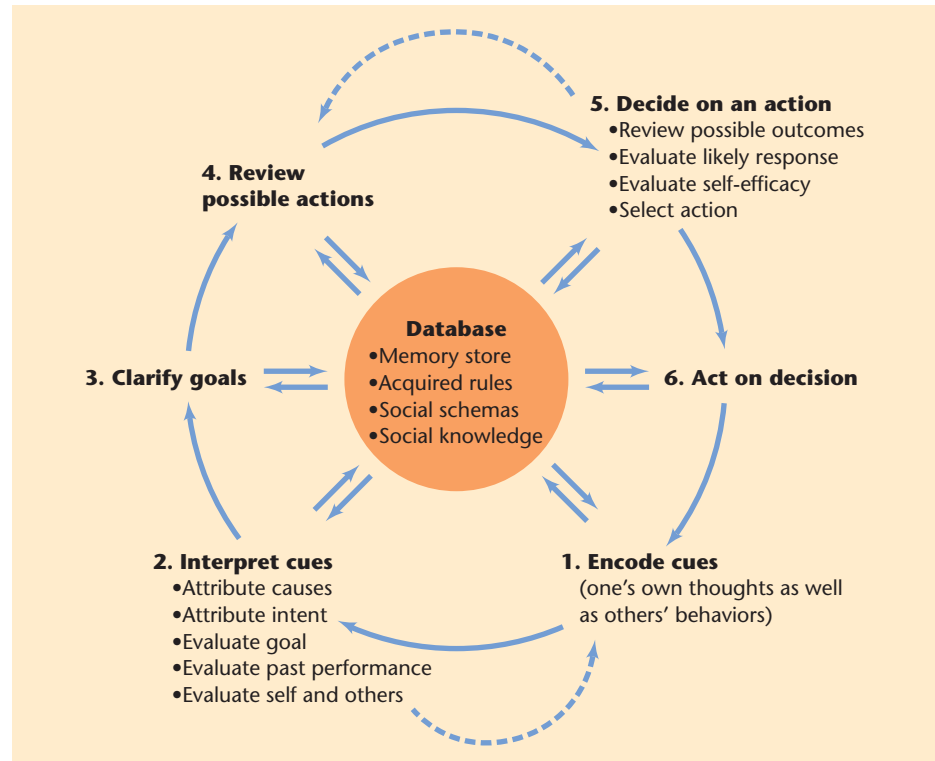 5. Decide on an action
•Review possible outcomes
•Evaluate likely response
•Evaluate self-efficacy
•Select action
4. Review
possible actions
Database
•Memory store
•Acquired rules
•Social schemas
•Social knowledge
3. Clarify goals
6. Act on decision
2. Interpret cues
•Attribute causes
•Attribute intent
•Evaluate goal
•Evaluate past performance
•Evaluate self and others
1. Encode cues
(one’s own thoughts as well
as others’ behaviors)